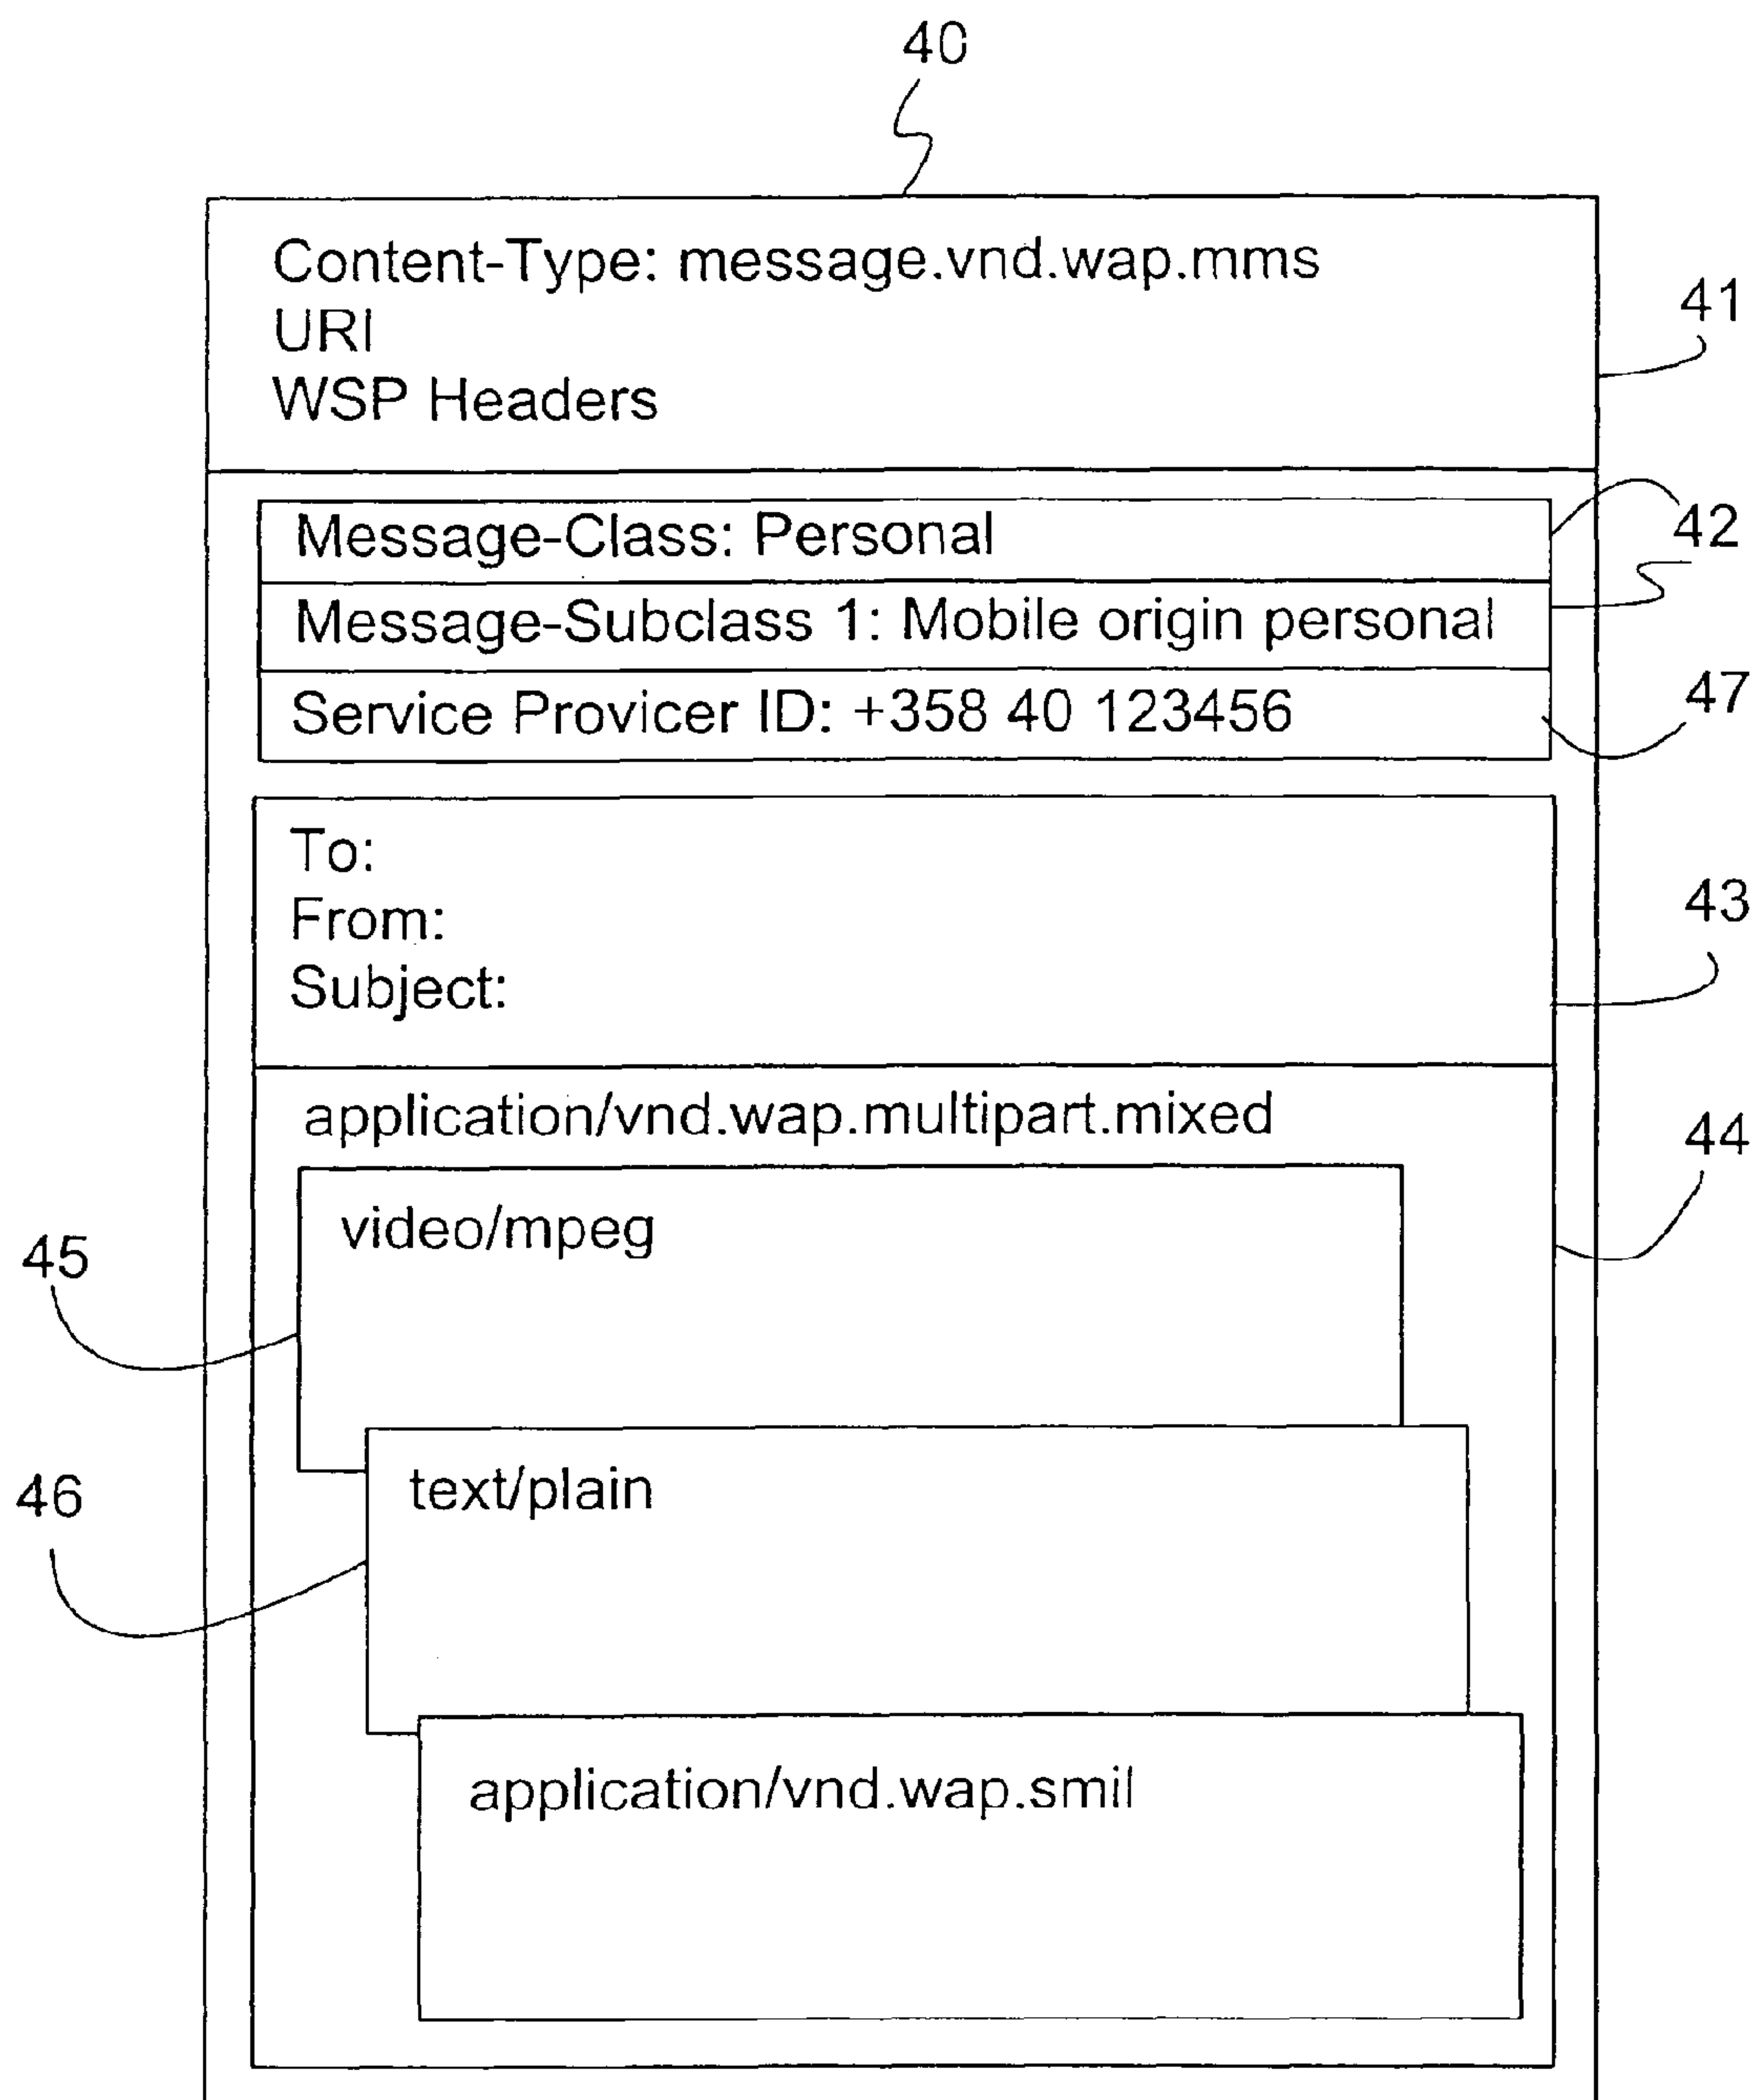 40
Content-Type: message.vnd.wap.mms
URI
WSP Headers
41
Message-Class: Personal
42
Message-Subclass 1: Mobile origin personal
Service Provicer ID: +358 40 123456
47
To:
From:
Subject:
43
application/vnd.wap.multipart.mixed
44
video/mpeg
45
text/plain
46
application/vnd.wap.smil